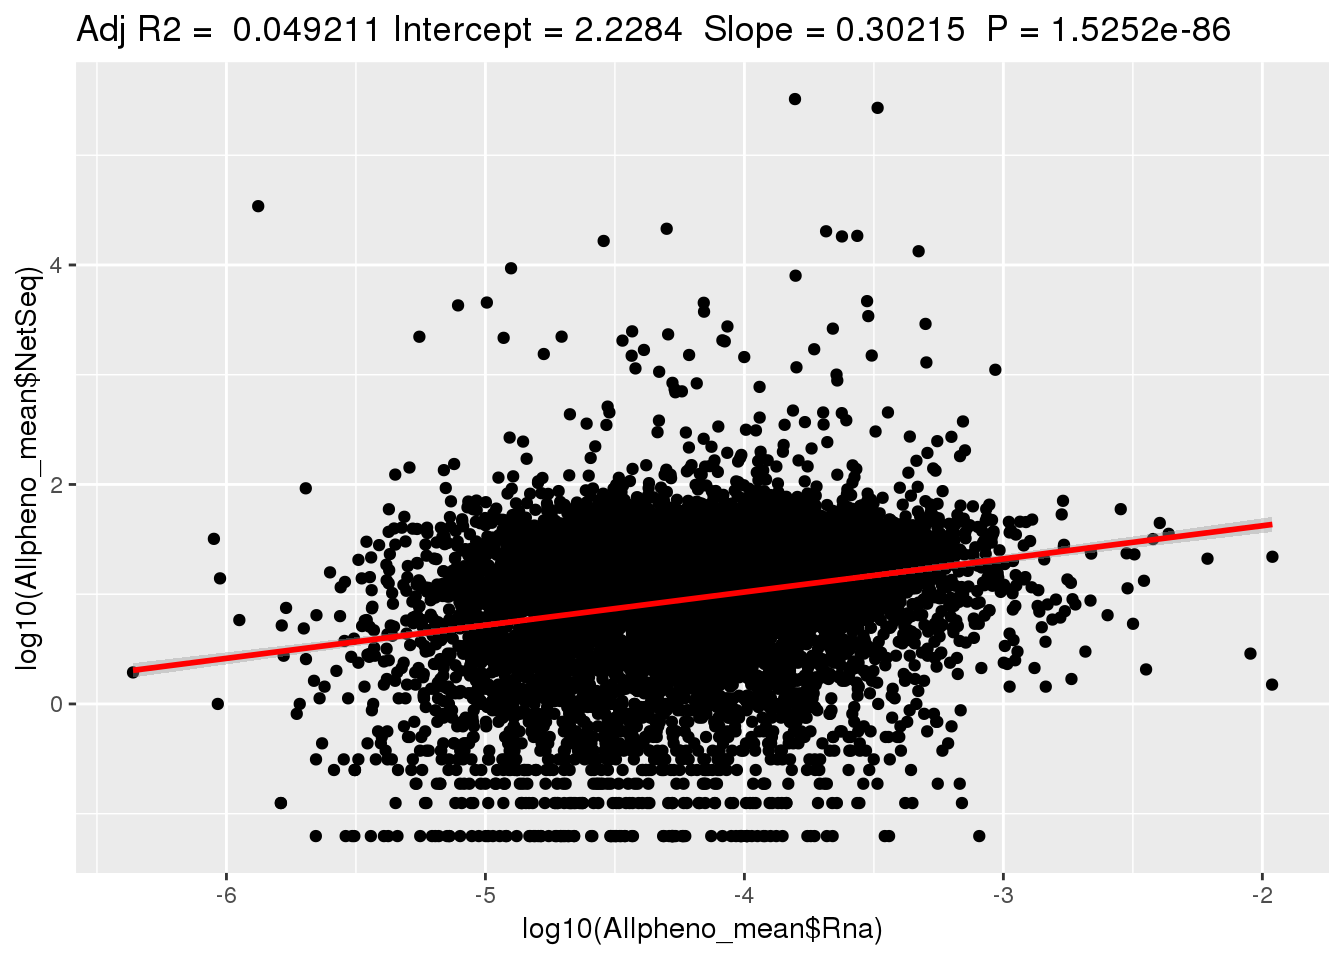 Adj R2 =  0.049211 Intercept = 2.2284  Slope = 0.30215  P = 1.5252e-86
log10(Allpheno_mean$NetSeq)
4
2
0
-6
-5
-4
-3
-2
log10(Allpheno_mean$Rna)